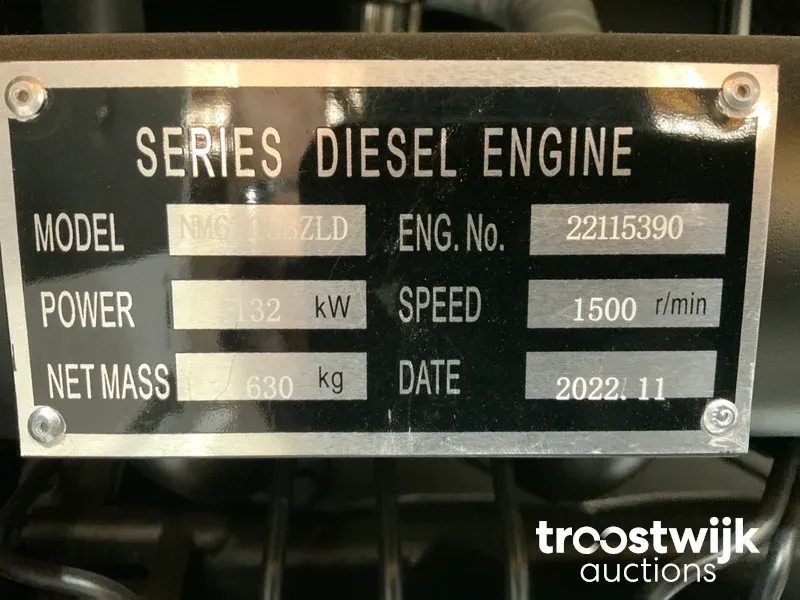 SERIES DIESEL ENGINE
MODEL ENG. No. 22115390
POWER 132 kW SPEED 1500 r/min
NET MASS 630 kg DATE 2022.11
troostwijk
auctions